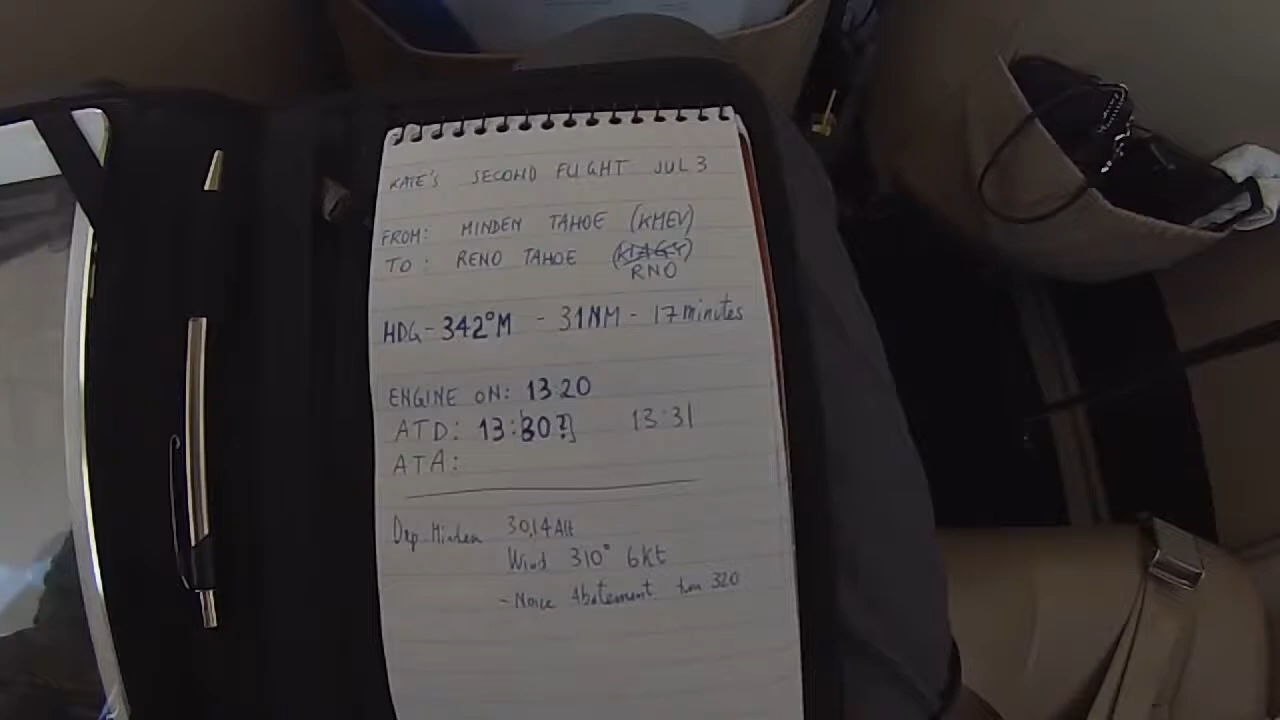 KATE'S SECOND FLIGHT JUL 3
FROM: MINDEN TAHOE (KMEV)
TO: RENO TAHOE
RNO
HDG - 342°M - 31NM - 17 minutes
ENGINE ON: 13:20
ATD: 13:30? 13:31
ATA:
Dep Minden 30,14 Alt
Wind 310° 6kt
- Noice Abatement turn 320